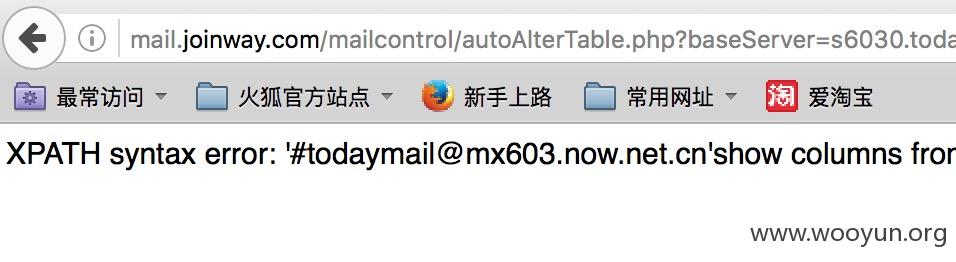 mail.joinway.com/mailcontrol/autoAlterTable.php?baseServer=s6030.toda
最常访问 火狐官方站点 新手上路 常用网址 淘 爱淘宝
XPATH syntax error: '#todaymail@mx603.now.net.cn'show columns from
www.wooyun.org